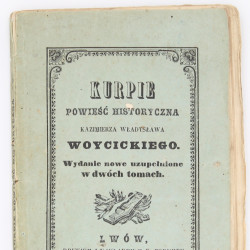 KURPIE
POWIEŚĆ HISTORYCZNA
KAZIMIERZA WŁADYSŁAWA
WOYCICKIEGO.
Wydanie nowe uzupełnione
w dwóch tomach.
LWÓW,